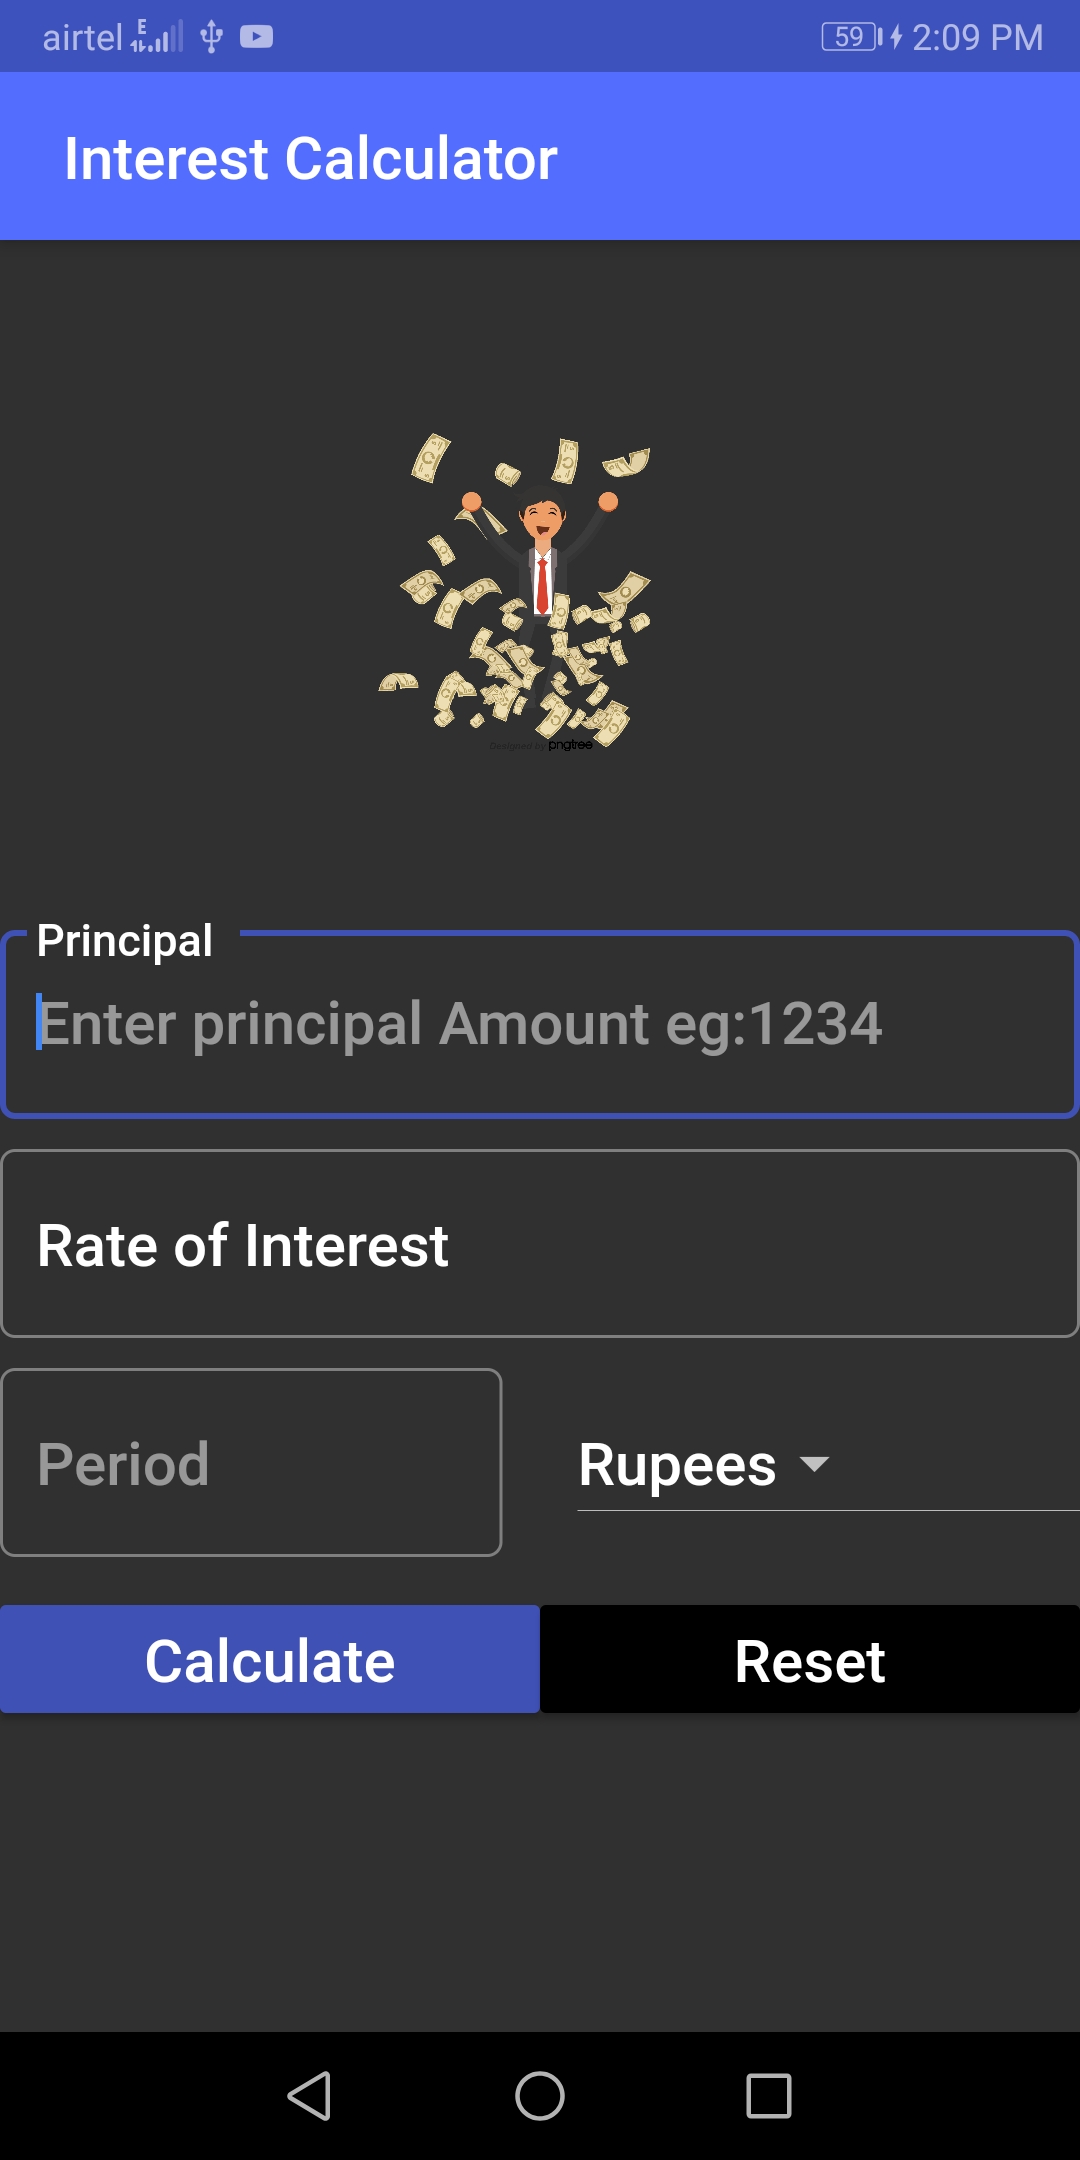 airtel E 59 2:09 PM
Interest Calculator
Designed by pngtree
Principal
Enter principal Amount eg:1234
Rate of Interest
Period Rupees
Calculate Reset